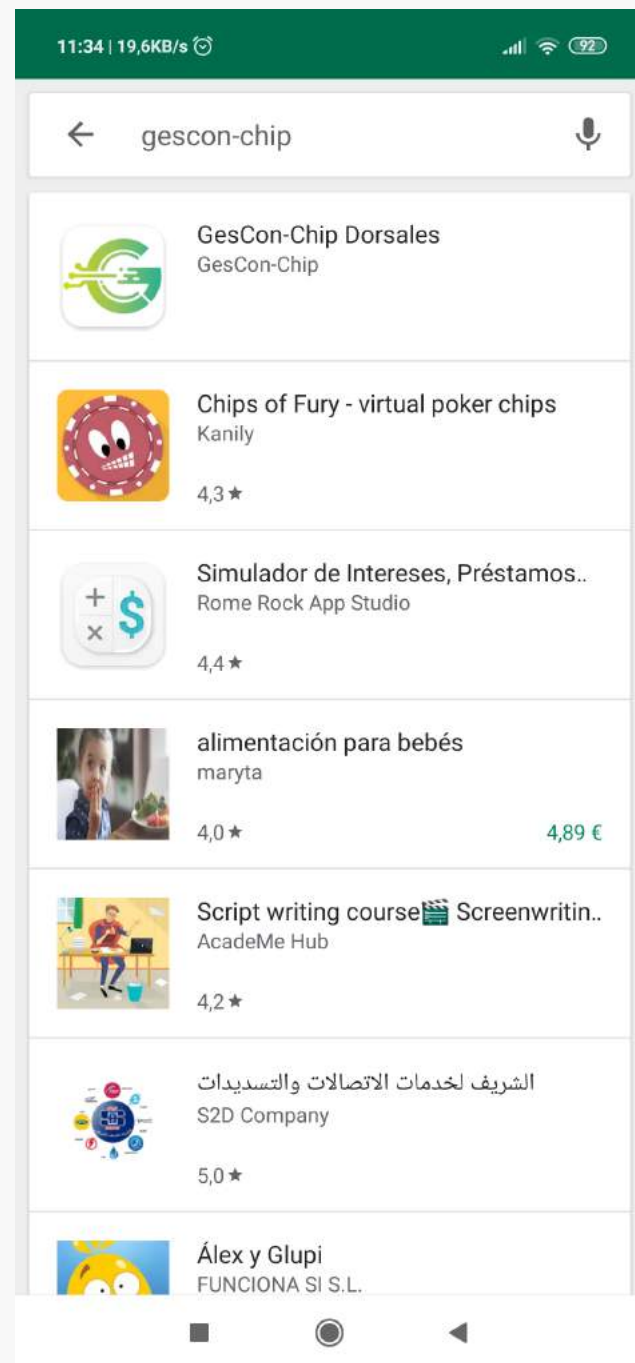 11:34 | 19,6KB/s
92
gescon-chip
GesCon-Chip Dorsales
GesCon-Chip
Chips of Fury - virtual poker chips
Kanily
4,3 ★
Simulador de Intereses, Préstamos..
Rome Rock App Studio
4,4 ★
alimentación para bebés
maryta
4,0 ★ 4,89 €
Script writing course🎬 Screenwritin..
AcadeMe Hub
4,2 ★
الشريف لخدمات الاتصالات والتسديدات
S2D Company
5,0 ★
Álex y Glupi
FUNCIONA SI S.L.